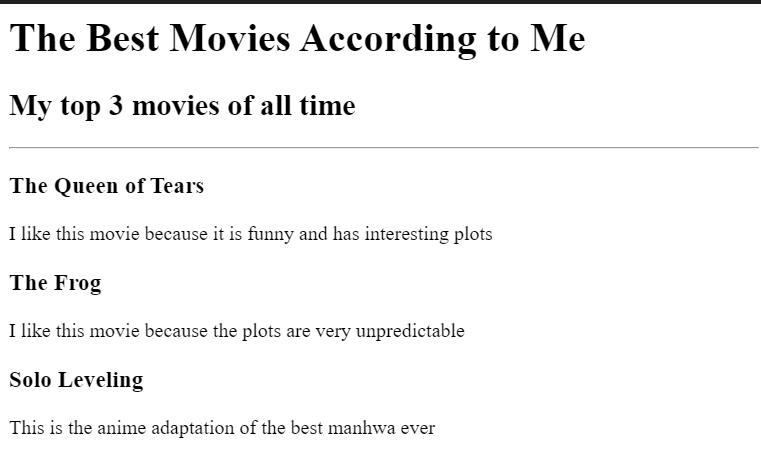 The Best Movies According to Me
My top 3 movies of all time
The Queen of Tears
I like this movie because it is funny and has interesting plots
The Frog
I like this movie because the plots are very unpredictable
Solo Leveling
This is the anime adaptation of the best manhwa ever